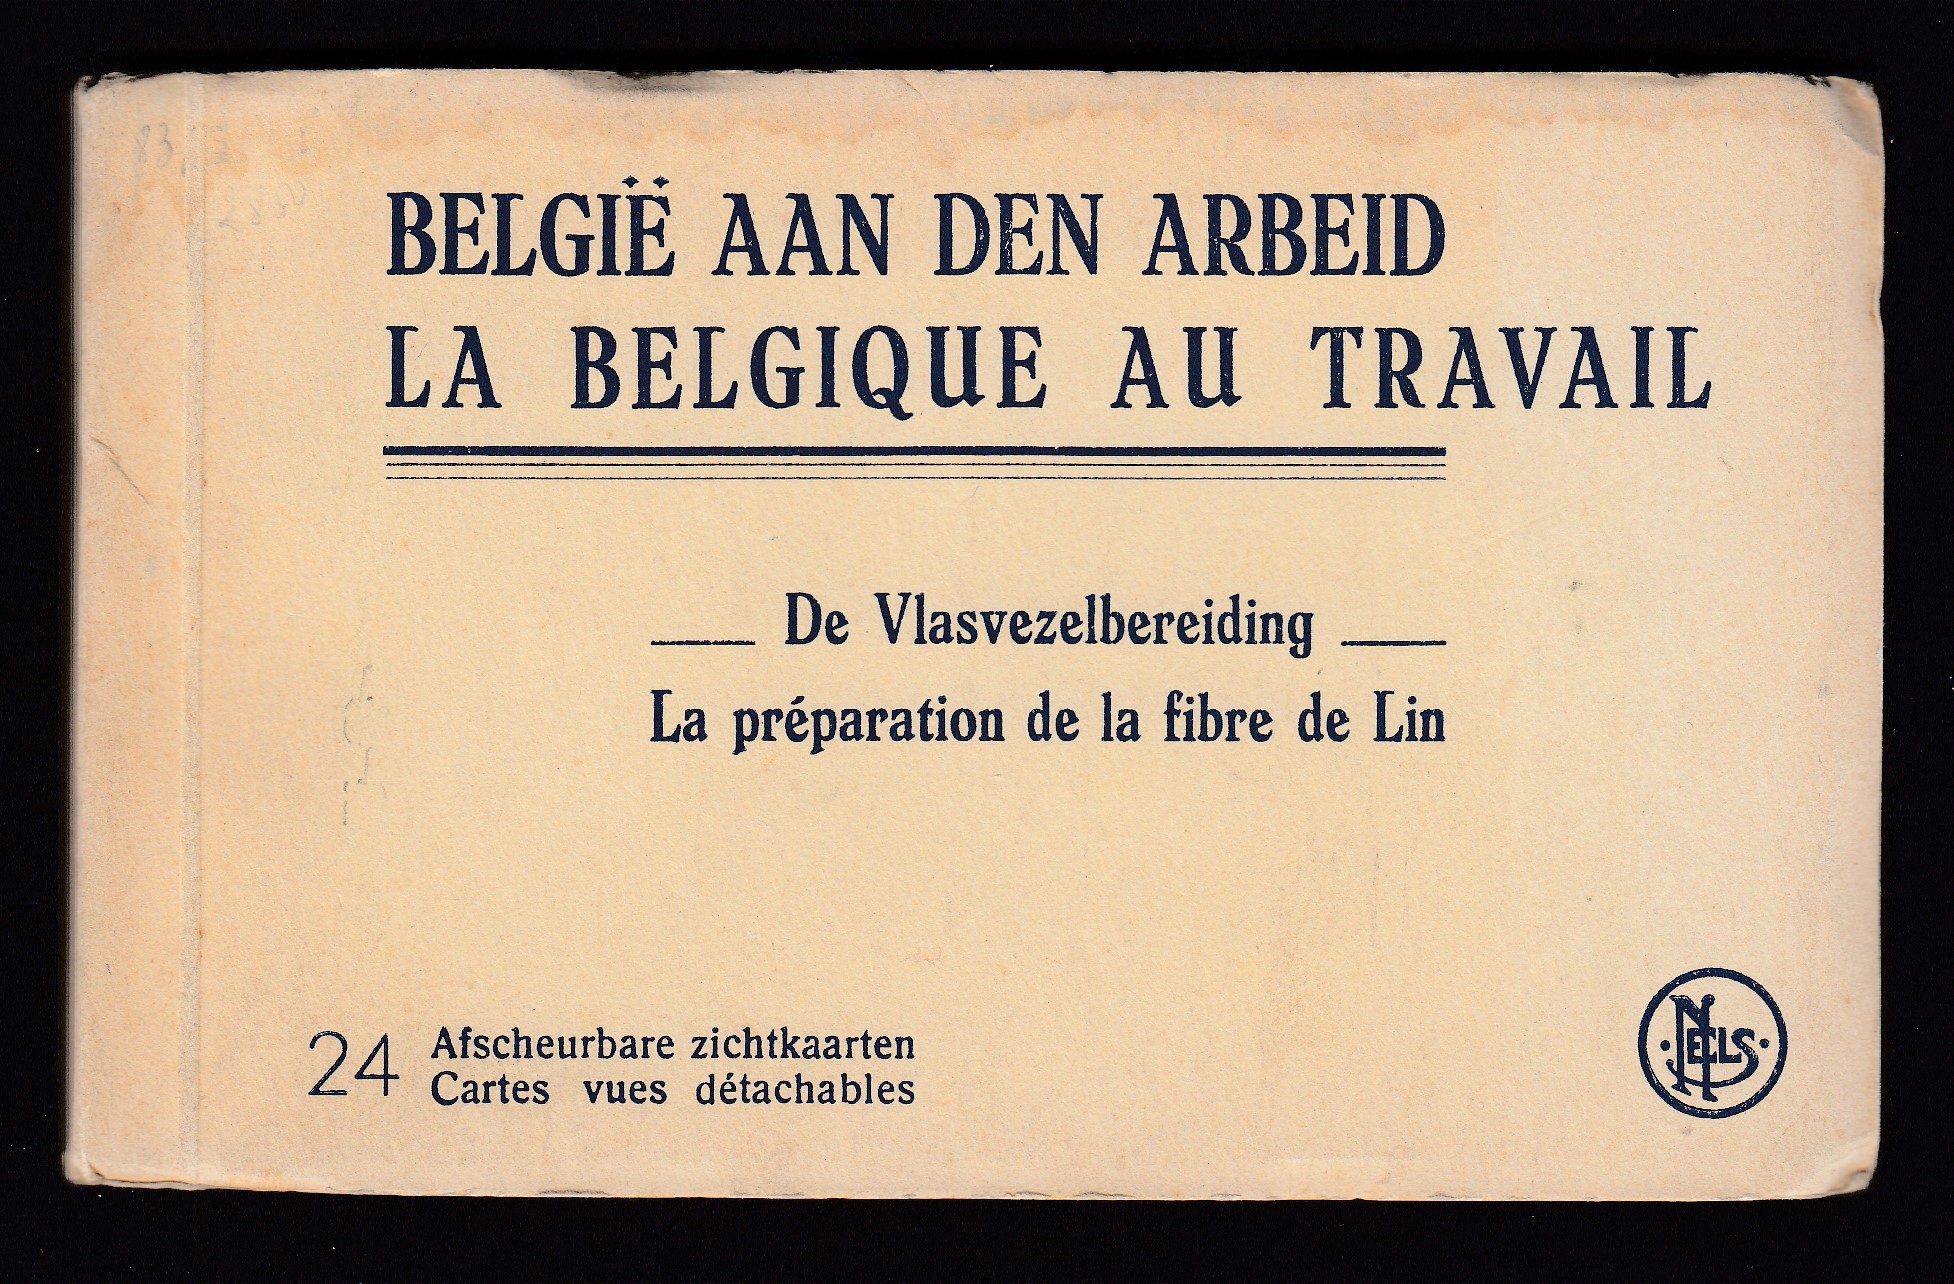 BELGIË AAN DEN ARBEID
LA BELGIQUE AU TRAVAIL
De Vlasvezelbereiding
La préparation de la fibre de Lin
24 Afscheurbare zichtkaarten
Cartes vues détachables
NELS
83